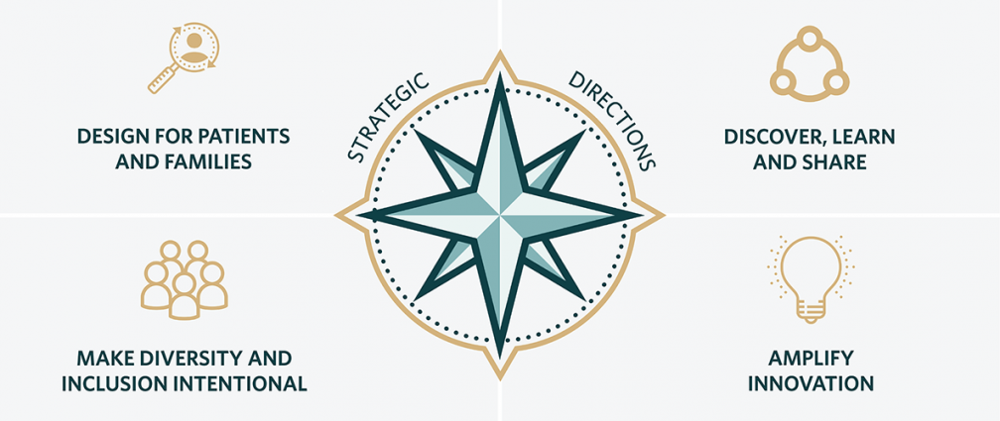 DESIGN FOR PATIENTS
AND FAMILIES
STRATEGIC
DIRECTIONS
DISCOVER, LEARN
AND SHARE
MAKE DIVERSITY AND
INCLUSION INTENTIONAL
AMPLIFY
INNOVATION